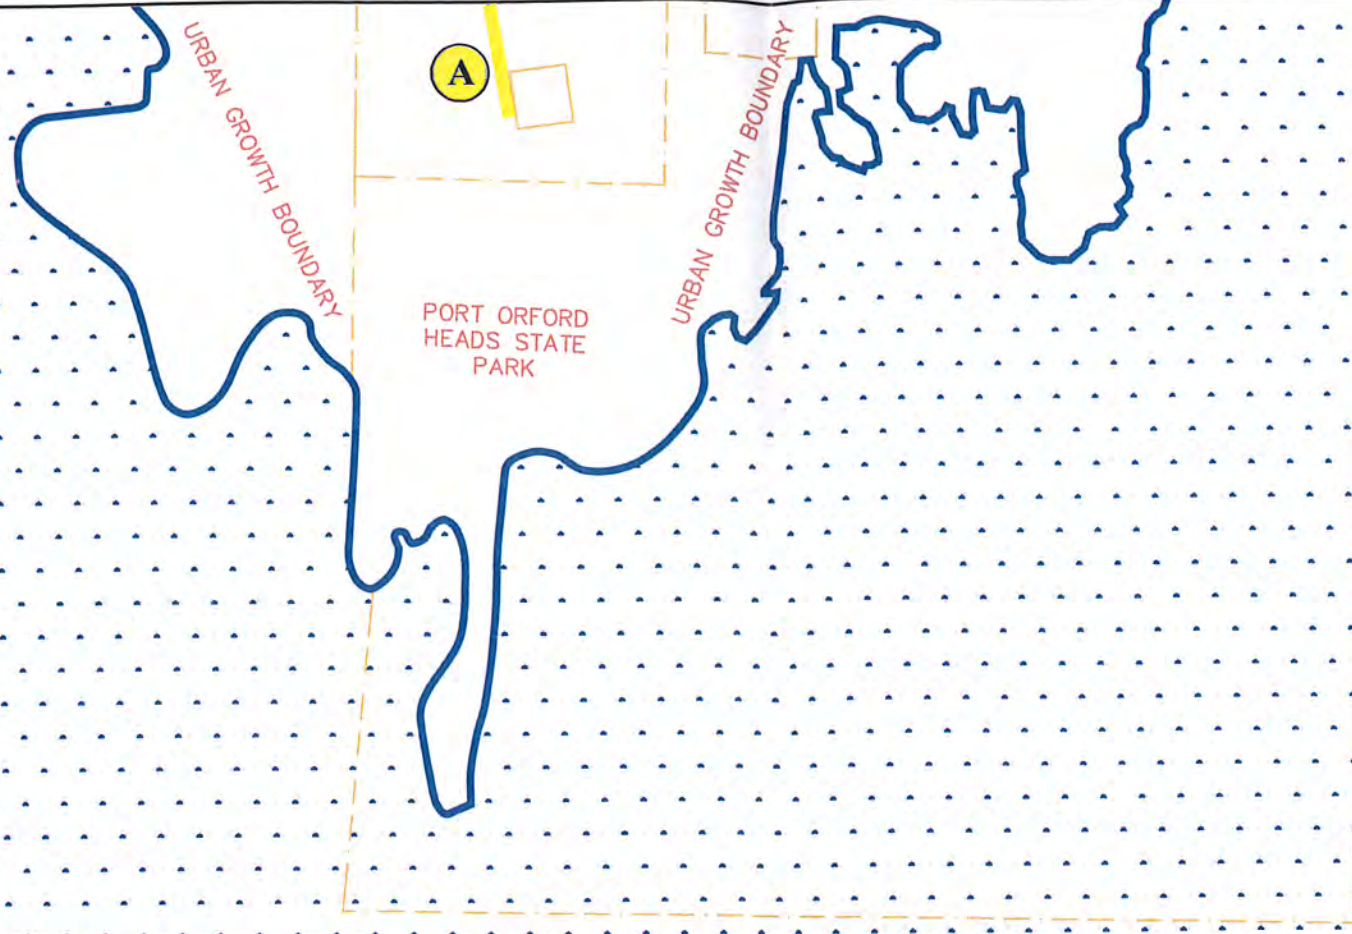 URBAN GROWTH BOUNDARY
A
URBAN GROWTH BOUNDARY
PORT ORFORD
HEADS STATE
PARK